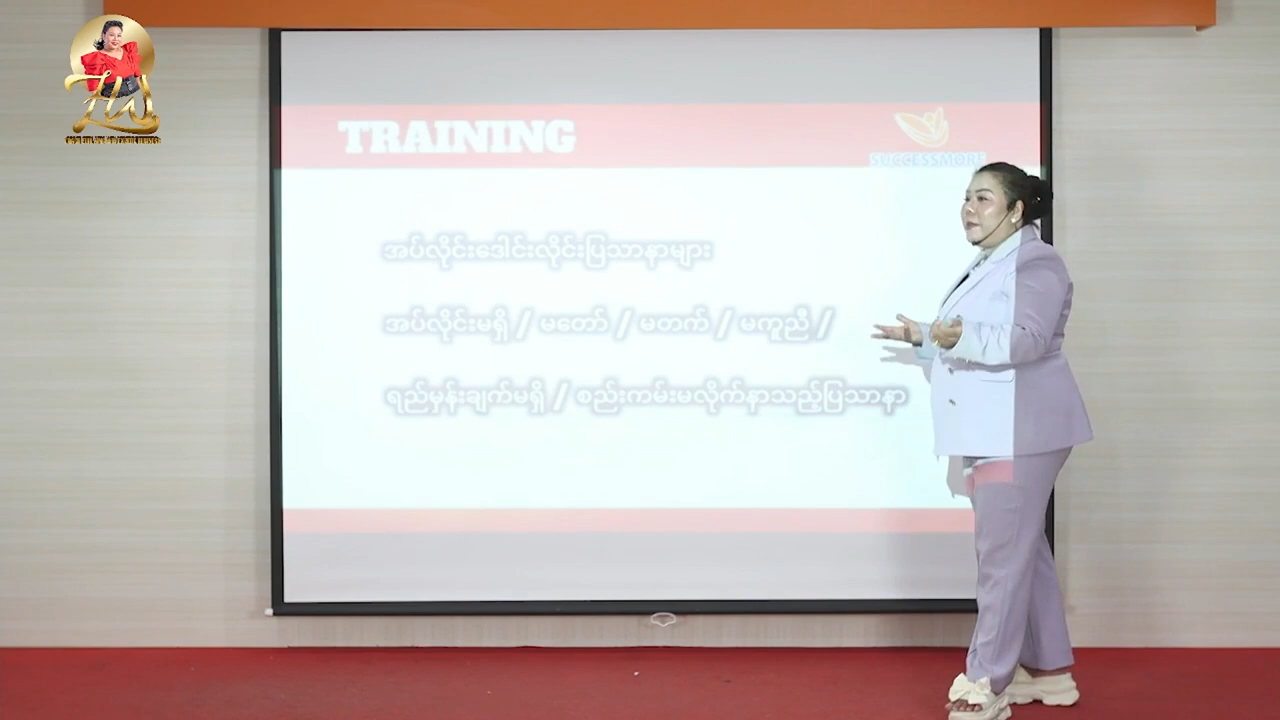 TRAINING
SUCCESSMORE
အပ်လိုင်းဒေါင်းလိုင်းပြသာနာများ
အပ်လိုင်းမရှိ / မတော် / မတက် / မကူညီ /
ရည်မှန်းချက်မရှိ / စည်းကမ်းမလိုက်နာသည့်ပြသာနာ